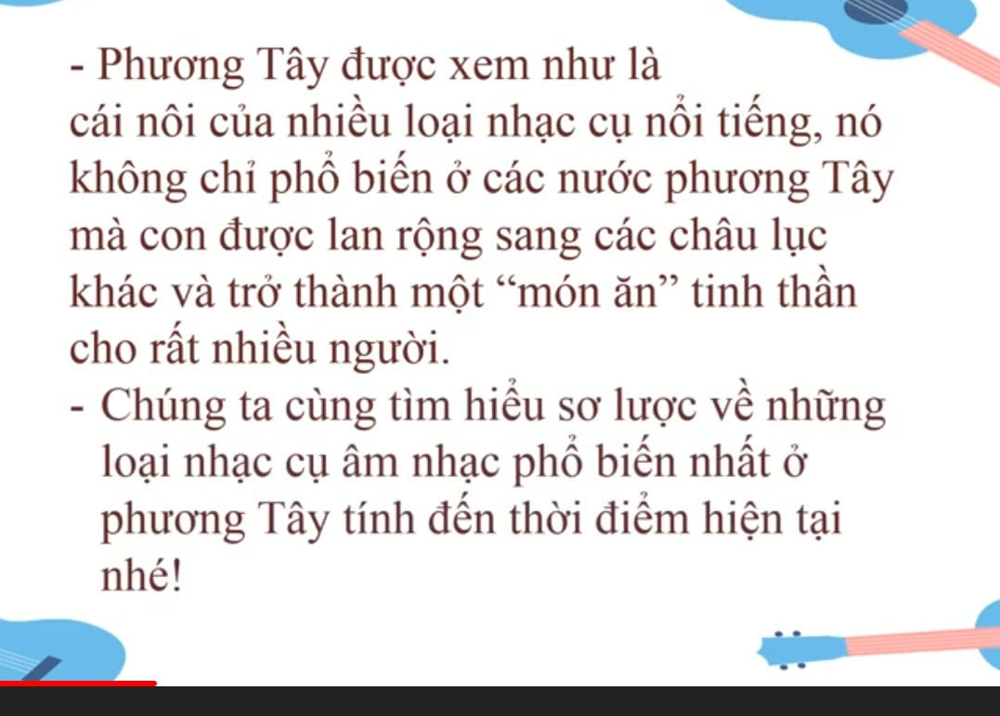 - Phương Tây được xem như là
cái nôi của nhiều loại nhạc cụ nổi tiếng, nó
không chỉ phổ biến ở các nước phương Tây
mà con được lan rộng sang các châu lục
khác và trở thành một “món ăn” tinh thần
cho rất nhiều người.
- Chúng ta cùng tìm hiểu sơ lược về những
loại nhạc cụ âm nhạc phổ biến nhất ở
phương Tây tính đến thời điểm hiện tại
nhé!